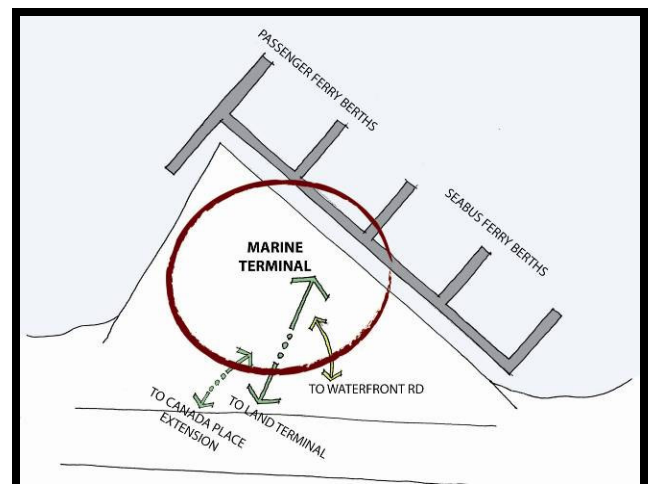 PASSENGER FERRY BERTHS
SEABUS FERRY BERTHS
MARINE
TERMINAL
TO WATERFRONT RD
TO CANADA PLACE
EXTENSION
TO LAND TERMINAL